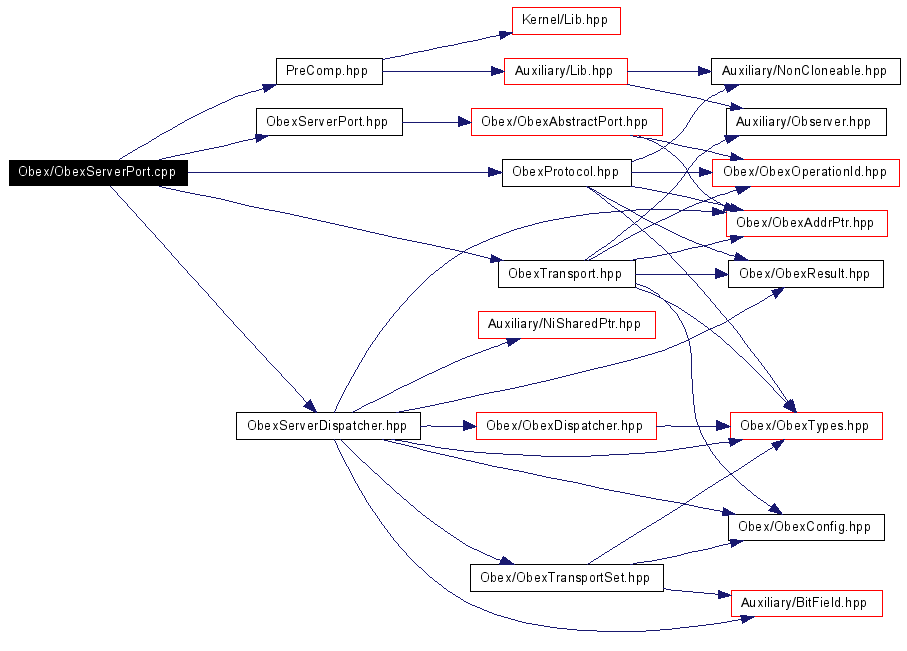 Kernel/Lib.hpp
PreComp.hpp
Auxiliary/Lib.hpp
Auxiliary/NonCloneable.hpp
ObexServerPort.hpp
Obex/ObexAbstractPort.hpp
Auxiliary/Observer.hpp
Obex/ObexServerPort.cpp
ObexProtocol.hpp
Obex/ObexOperationId.hpp
Obex/ObexAddrPtr.hpp
ObexTransport.hpp
Obex/ObexResult.hpp
Auxiliary/NiSharedPtr.hpp
ObexServerDispatcher.hpp
Obex/ObexDispatcher.hpp
Obex/ObexTypes.hpp
Obex/ObexConfig.hpp
Obex/ObexTransportSet.hpp
Auxiliary/BitField.hpp